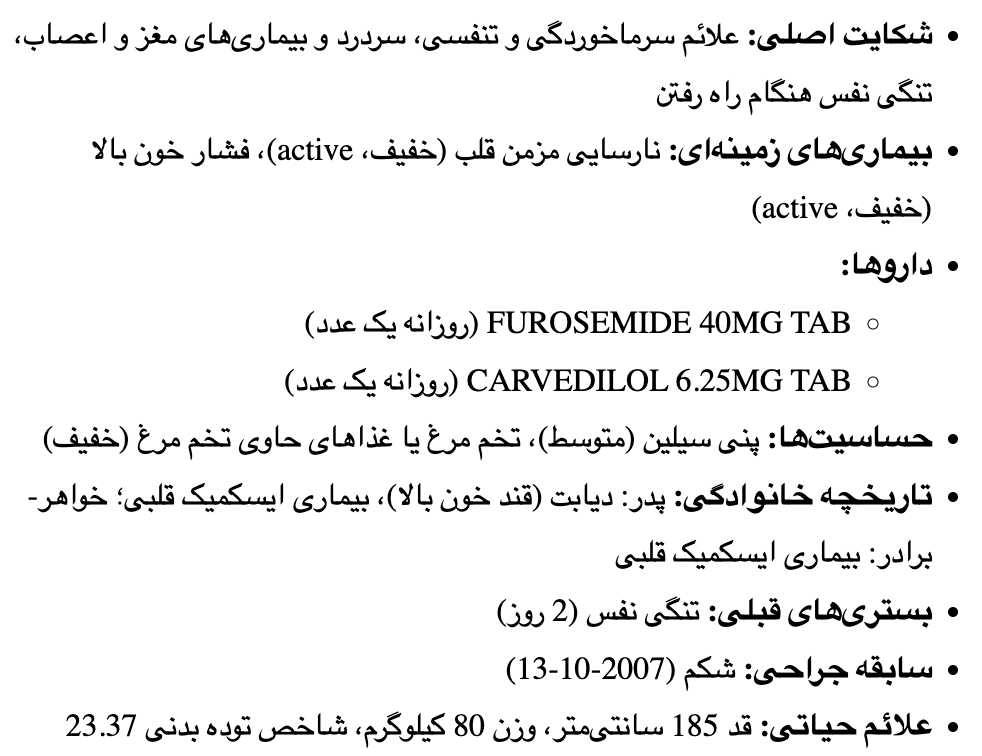 • شکایت اصلی: علائم سرماخوردگی و تنفسی، سردرد و بیماری‌های مغز و اعصاب،
تنگی نفس هنگام راه رفتن
• بیماری‌های زمینه‌ای: نارسایی مزمن قلب (خفیف، active)، فشار خون بالا
(خفیف، active)
• داروها:
◦ FUROSEMIDE 40MG TAB (روزانه یک عدد)
◦ CARVEDILOL 6.25MG TAB (روزانه یک عدد)
• حساسیت‌ها: پنی سیلین (متوسط)، تخم مرغ یا غذاهای حاوی تخم مرغ (خفیف)
• تاریخچه خانوادگی: پدر: دیابت (قند خون بالا)، بیماری ایسکمیک قلبی؛ خواهر-
برادر: بیماری ایسکمیک قلبی
• بستری‌های قبلی: تنگی نفس (2 روز)
• سابقه جراحی: شکم (2007-10-13)
• علائم حیاتی: قد 185 سانتی‌متر، وزن 80 کیلوگرم، شاخص توده بدنی 23.37